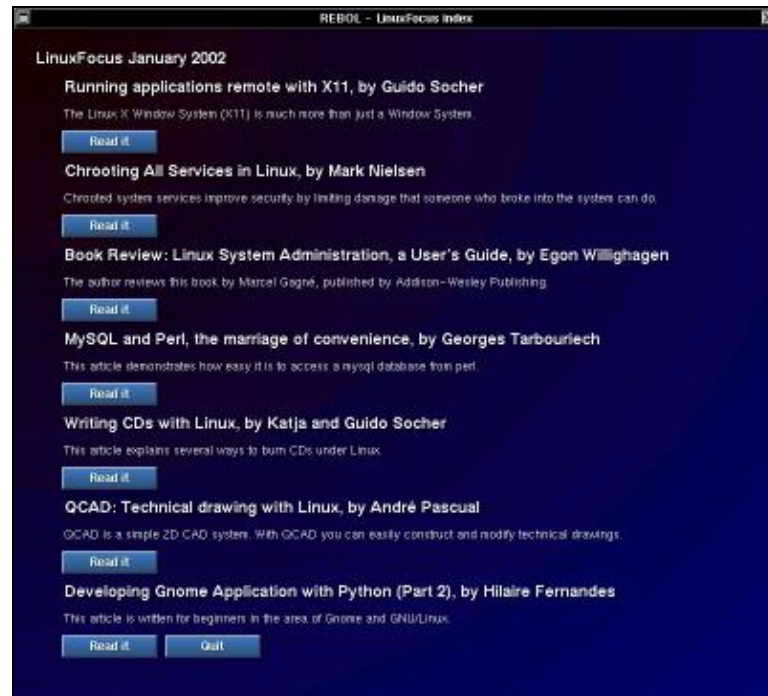 REBOL - LinuxFocus index
LinuxFocus January 2002
Running applications remote with X11, by Guido Socher
The Linux X Window System (X11) is much more than just a Window System.
Read it
Chrooting All Services in Linux, by Mark Nielsen
Chrooted system services improve security by limiting damage that someone who broke into the system can do.
Read it
Book Review: Linux System Administration, a User's Guide, by Egon Willighagen
The author reviews this book by Marcel Gagné, published by Addison-Wesley Publishing.
Read it
MySQL and Perl, the marriage of convenience, by Georges Tarbouriech
This article demonstrates how easy it is to access a mysql database from perl.
Read it
Writing CDs with Linux, by Katja and Guido Socher
This article explains several ways to burn CDs under Linux.
Read it
QCAD: Technical drawing with Linux, by André Pascual
QCAD is a simple 2D CAD system. With QCAD you can easily construct and modify technical drawings.
Read it
Developing Gnome Application with Python (Part 2), by Hilaire Fernandes
This article is written for beginners in the area of Gnome and GNU/Linux.
Read it Quit